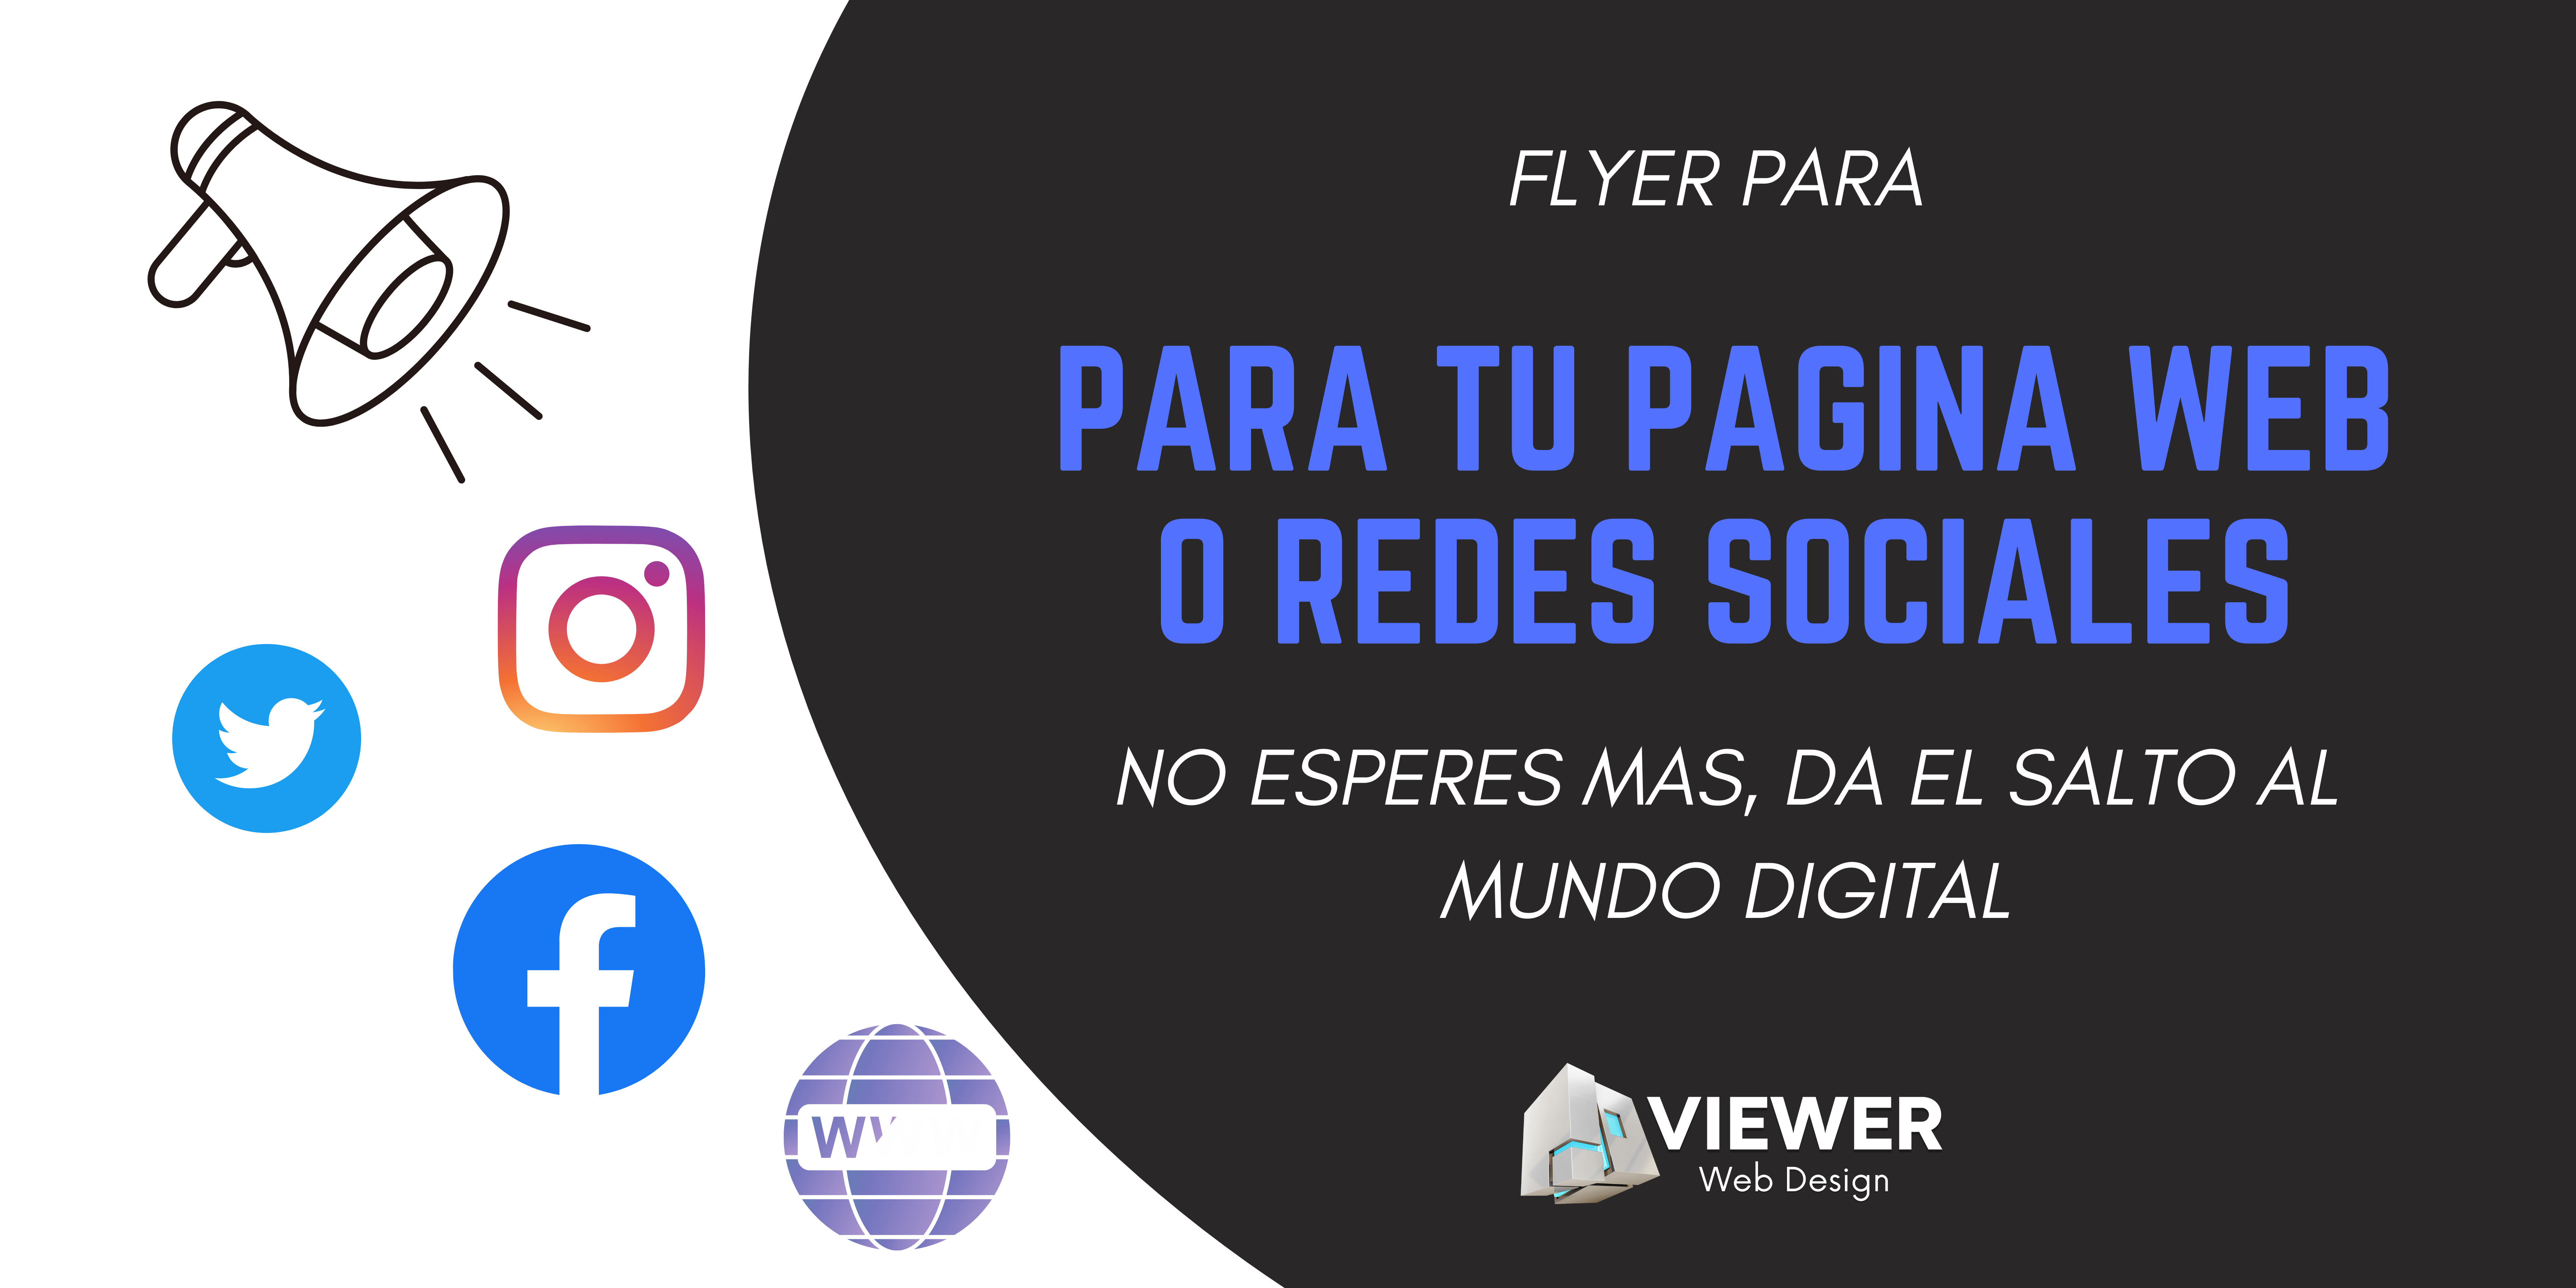 FLYER PARA
PARA TU PAGINA WEB
O REDES SOCIALES
NO ESPERES MAS, DA EL SALTO AL
MUNDO DIGITAL
VIEWER
Web Design